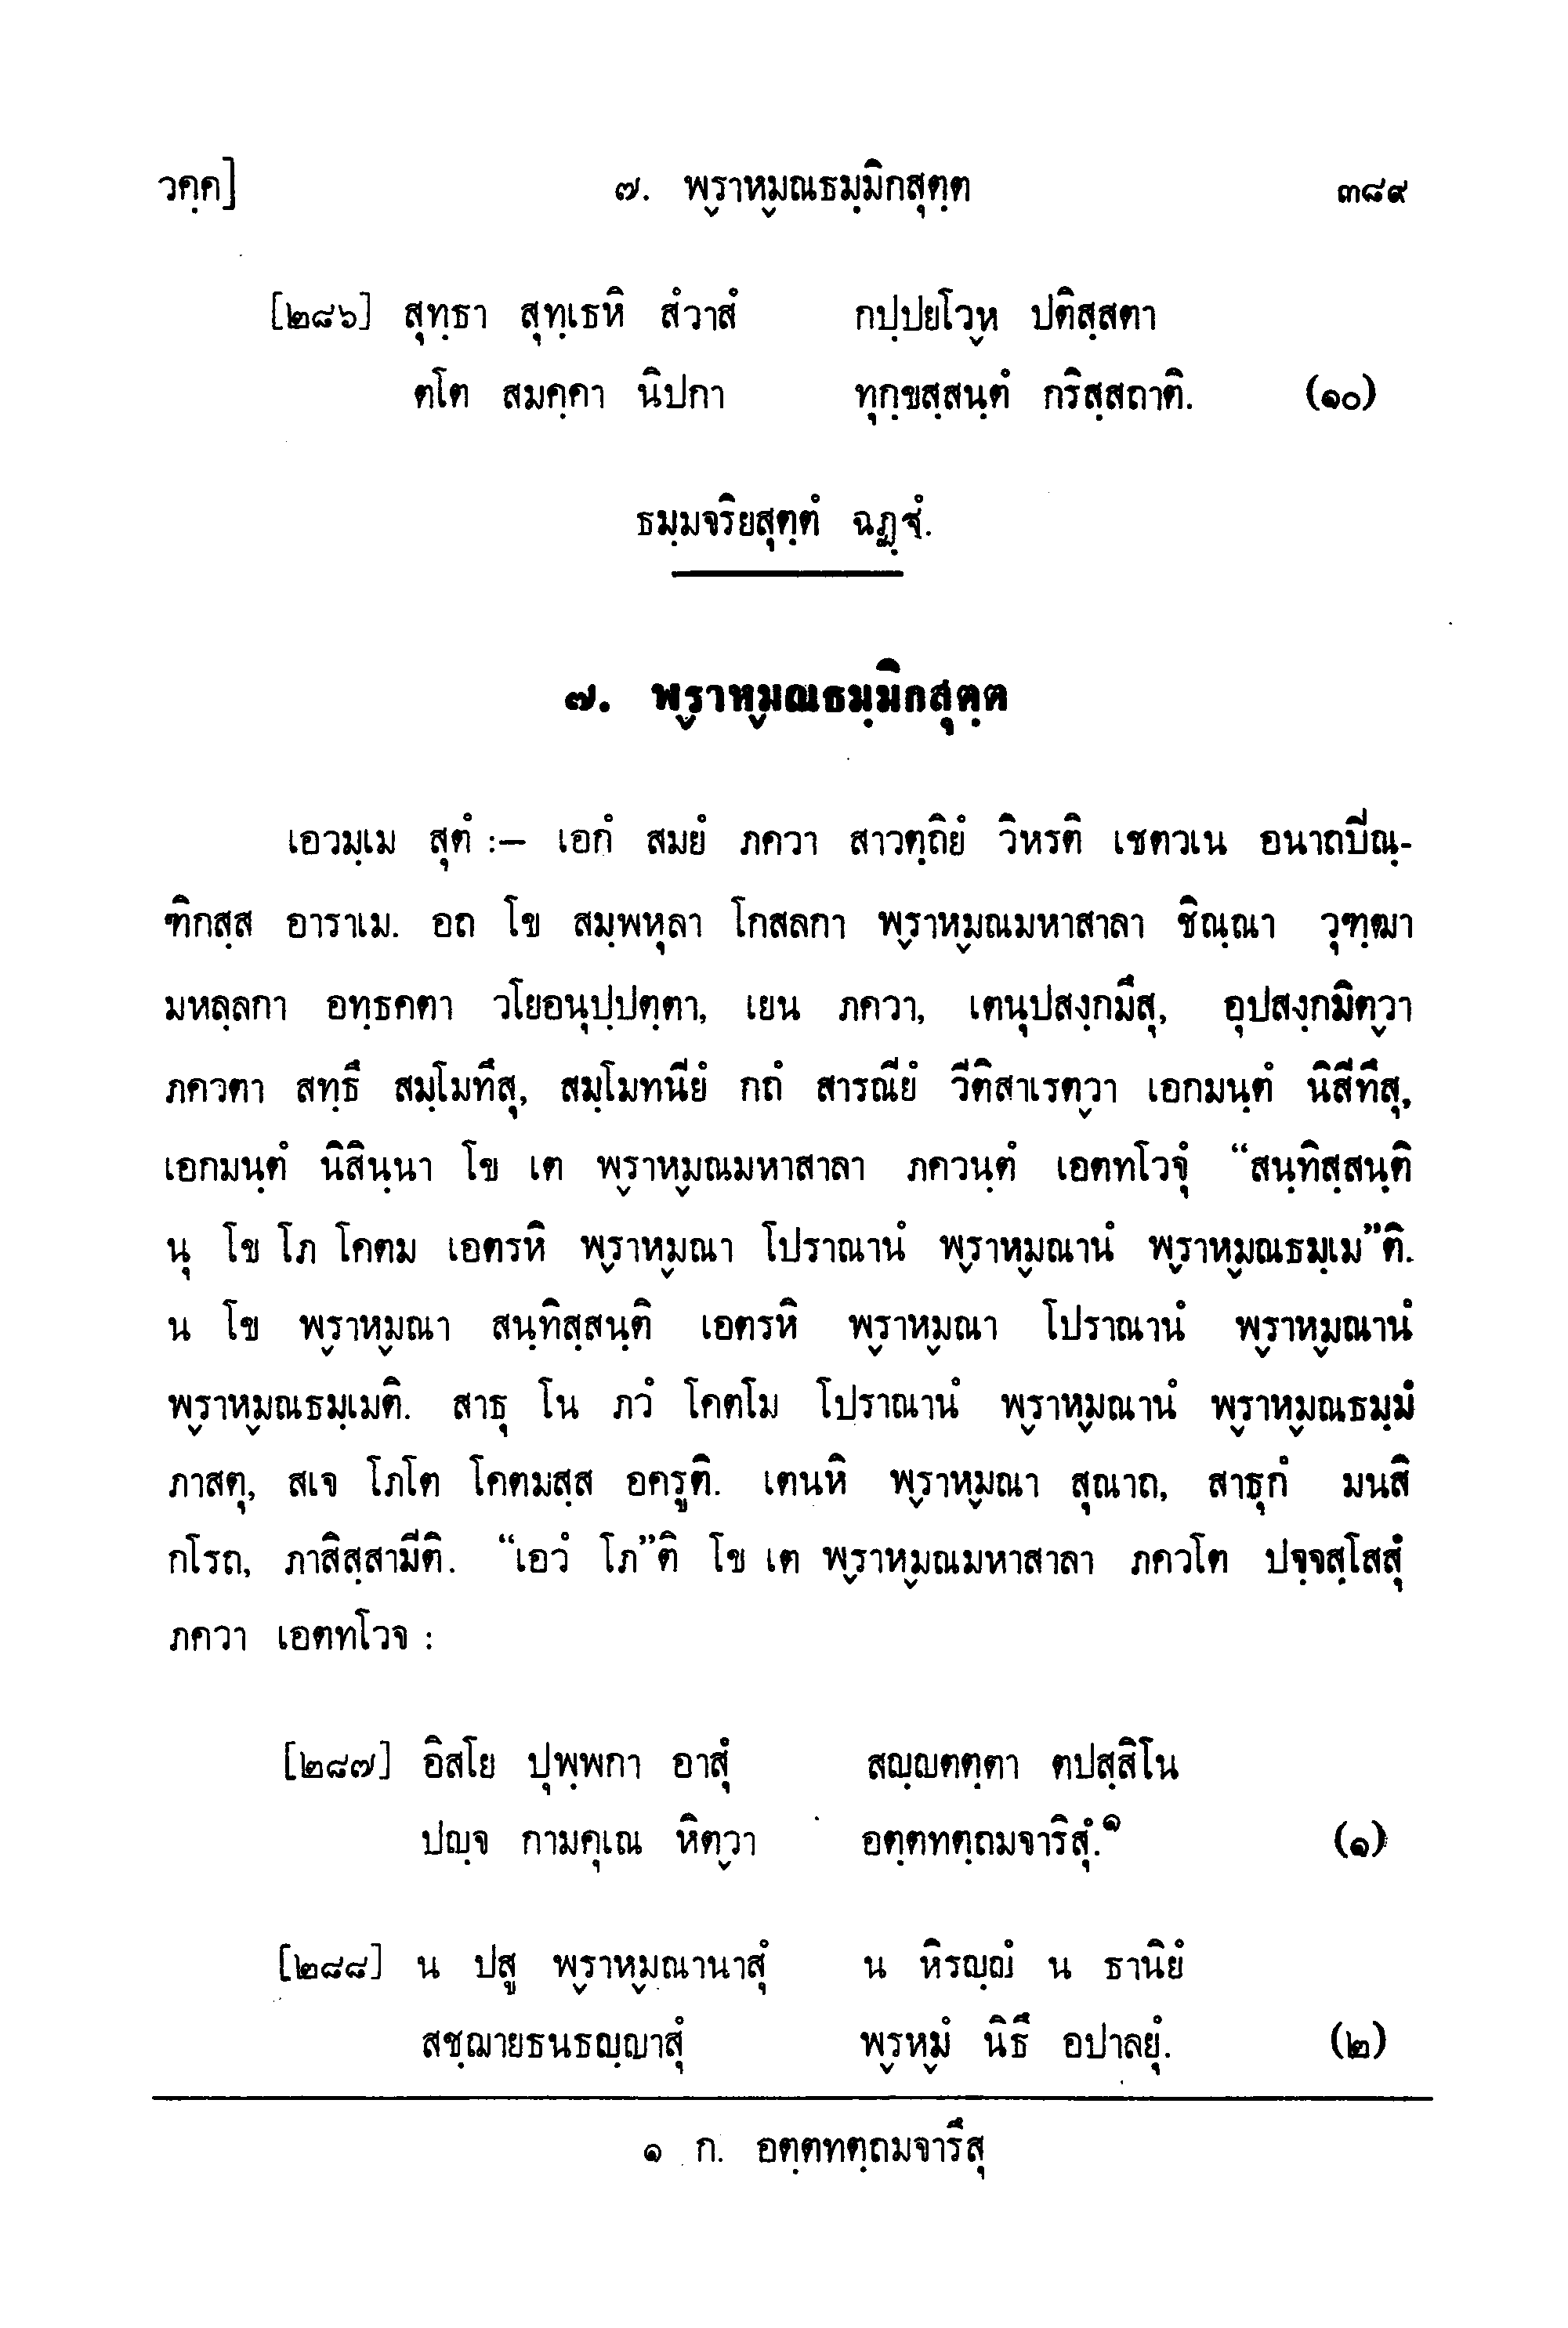 วคฺค] ๗. พฺราหฺมณธมฺมิกสุตฺต ๓๘๙
[๒๘๖] สุทฺธา สุทฺเธหิ สํวาสํ กปฺปยโวฺห ปติสฺสตา
ตโต สมคฺคา นิปกา ทุกฺขสฺสนฺตํ กริสฺสถาติ. (๑๐)
ธมฺมจริยสุตฺตํ ฉฏฺฐํ.
๗. พฺราหฺมณธมฺมิกสุตฺต
เอวมฺเม สุตํ :— เอกํ สมยํ ภควา สาวตฺถิยํ วิหรติ เชตวเน อนาถปิณฺ-
ฑิกสฺส อาราเม. อถ โข สมฺพหุลา โกสลกา พฺราหฺมณมหาสาลา ชิณฺณา วุฑฺฒา
มหลฺลกา อทฺธคตา วโยอนุปฺปตฺตา, เยน ภควา, เตนุปสงฺกมึสุ, อุปสงฺกมิตฺวา
ภควตา สทฺธึ สมฺโมทึสุ, สมฺโมทนียํ กถํ สารณียํ วีติสาเรตฺวา เอกมนฺตํ นิสีทึสุ,
เอกมนฺตํ นิสินฺนา โข เต พฺราหฺมณมหาสาลา ภควนฺตํ เอตทโวจุํ “สนฺทิสฺสนฺติ
นุ โข โภ โคตม เอตรหิ พฺราหฺมณา โปราณานํ พฺราหฺมณานํ พฺราหฺมณธมฺเม”ติ.
น โข พฺราหฺมณา สนฺทิสฺสนฺติ เอตรหิ พฺราหฺมณา โปราณานํ พฺราหฺมณานํ
พฺราหฺมณธมฺเมติ. สาธุ โน ภวํ โคตโม โปราณานํ พฺราหฺมณานํ พฺราหฺมณธมฺมํ
ภาสตุ, สเจ โภโต โคตมสฺส อครูติ. เตนหิ พฺราหฺมณา สุณาถ, สาธุกํ มนสิ
กโรถ, ภาสิสฺสามีติ. “เอวํ โภ”ติ โข เต พฺราหฺมณมหาสาลา ภควโต ปจฺจสฺโสสุํ
ภควา เอตทโวจ :
[๒๘๗] อิสโย ปุพฺพกา อาสุํ สญฺญตตฺตา ตปสฺสิโน
ปญฺจ กามคุเณ หิตฺวา อตฺตทตฺถมจาริสุํ.๑ (๑)
[๒๘๘] น ปสู พฺราหฺมณานาสุํ น หิรญฺญํ น ธานิยํ
สชฺฌายธนธญฺญาสุํ พฺรหฺมํ นิธึ อปาลยุํ. (๒)
๑ ก. อตฺตทตฺถมจารึสุ